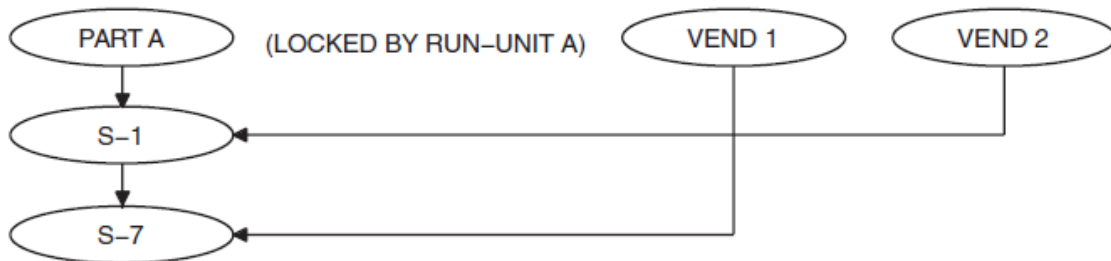 PART A
(LOCKED BY RUN–UNIT A)
VEND 1
VEND 2
S–1
S–7